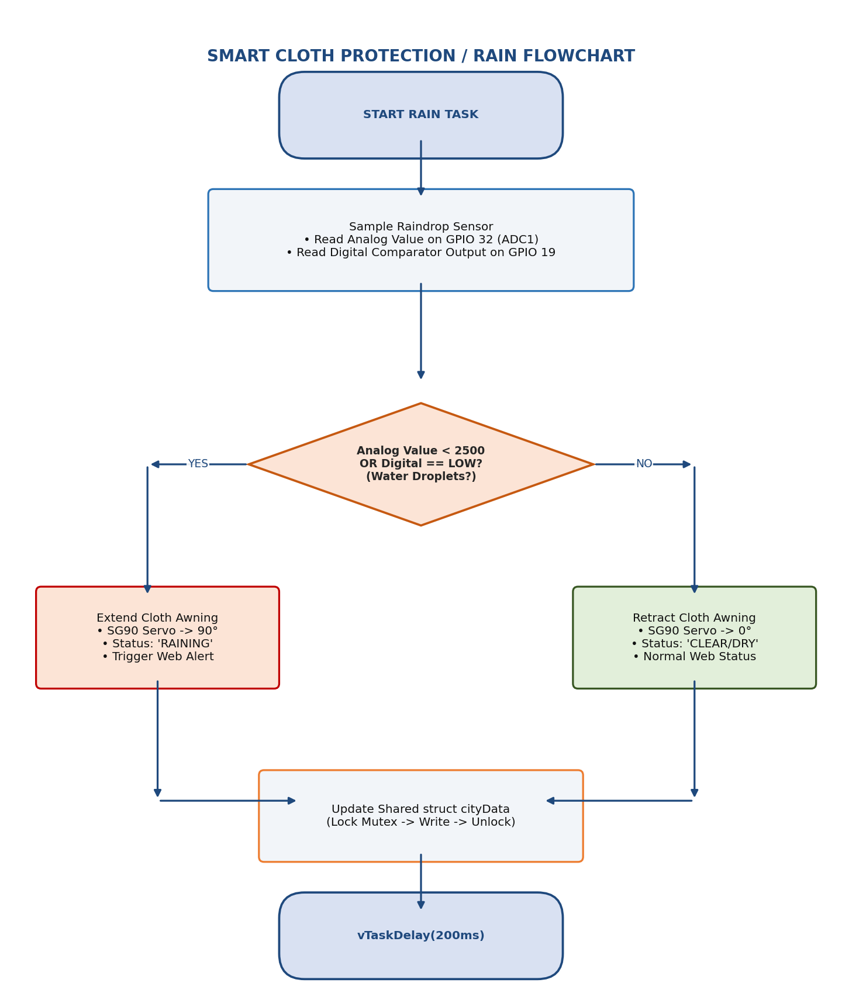 SMART CLOTH PROTECTION / RAIN FLOWCHART
START RAIN TASK
Sample Raindrop Sensor
• Read Analog Value on GPIO 32 (ADC1)
• Read Digital Comparator Output on GPIO 19
Analog Value < 2500
OR Digital == LOW?
(Water Droplets?)
YES
NO
Extend Cloth Awning
• SG90 Servo -> 90°
• Status: 'RAINING'
• Trigger Web Alert
Retract Cloth Awning
• SG90 Servo -> 0°
• Status: 'CLEAR/DRY'
• Normal Web Status
Update Shared struct cityData
(Lock Mutex -> Write -> Unlock)
vTaskDelay(200ms)